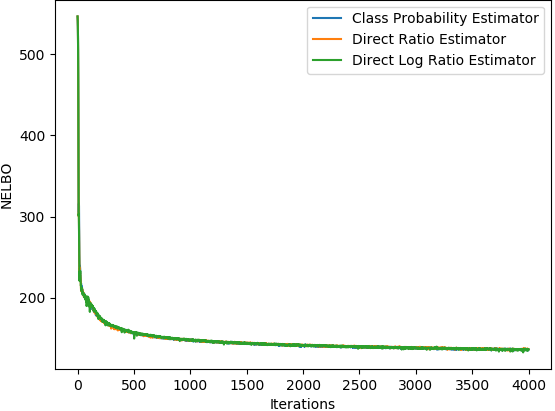 Class Probability Estimator
Direct Ratio Estimator
Direct Log Ratio Estimator
500
400
300
200
NELBO
0 500 1000 1500 2000 2500 3000 3500 4000
Iterations